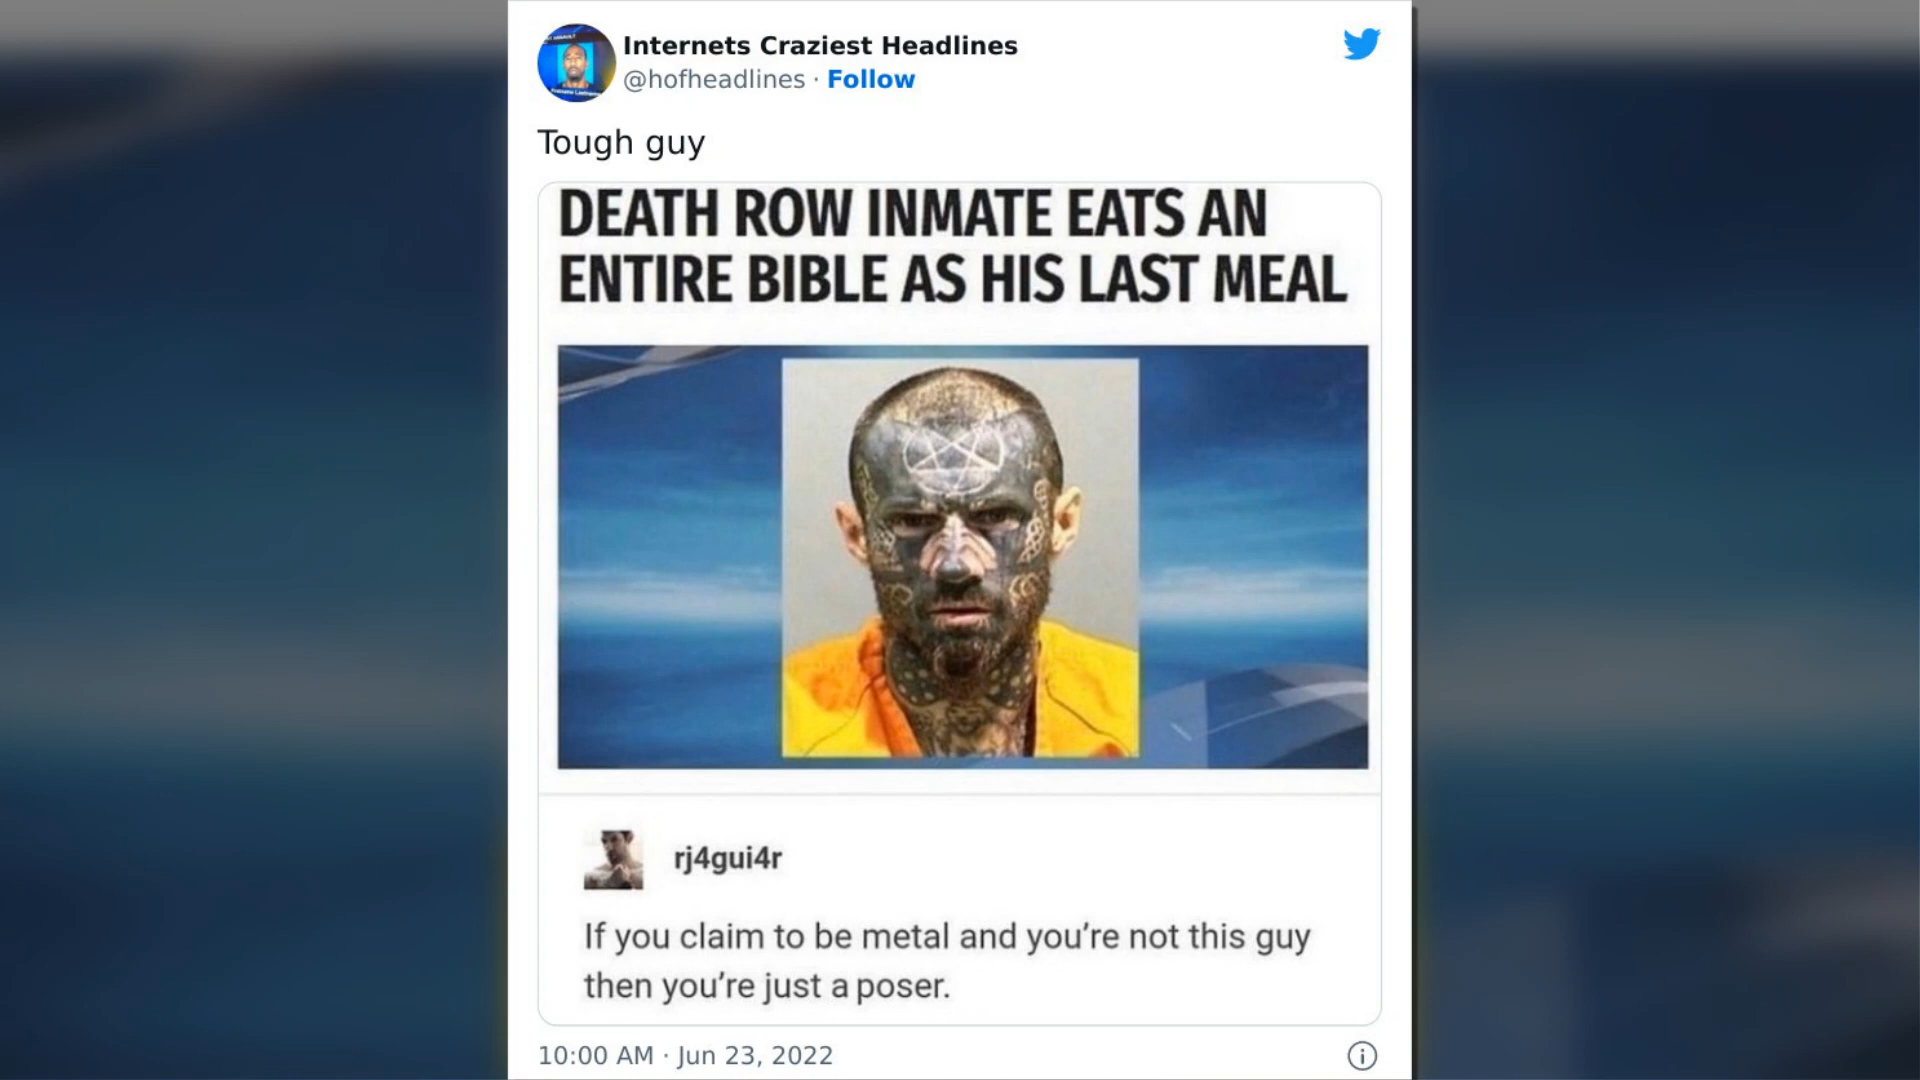 Internets Craziest Headlines
@hofheadlines · Follow
Tough guy
DEATH ROW INMATE EATS AN
ENTIRE BIBLE AS HIS LAST MEAL
rj4gui4r
If you claim to be metal and you're not this guy
then you're just a poser.
10:00 AM · Jun 23, 2022